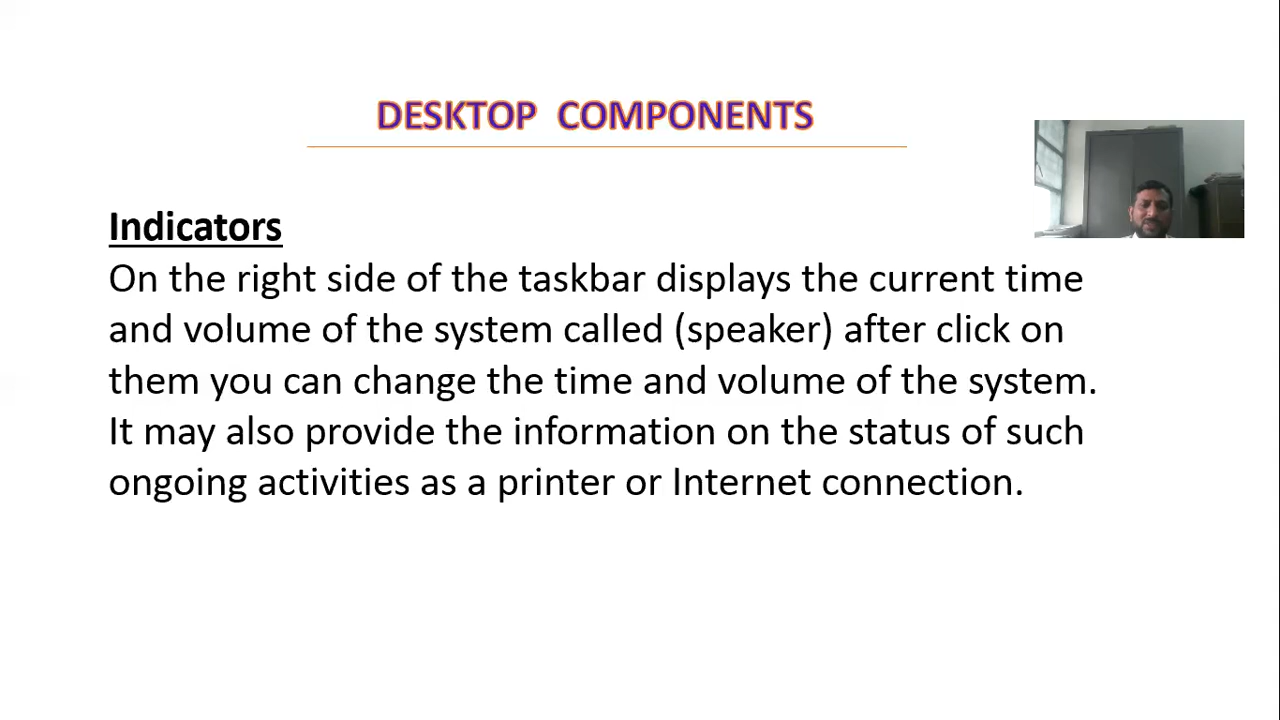 DESKTOP COMPONENTS
Indicators
On the right side of the taskbar displays the current time
and volume of the system called (speaker) after click on
them you can change the time and volume of the system.
It may also provide the information on the status of such
ongoing activities as a printer or Internet connection.